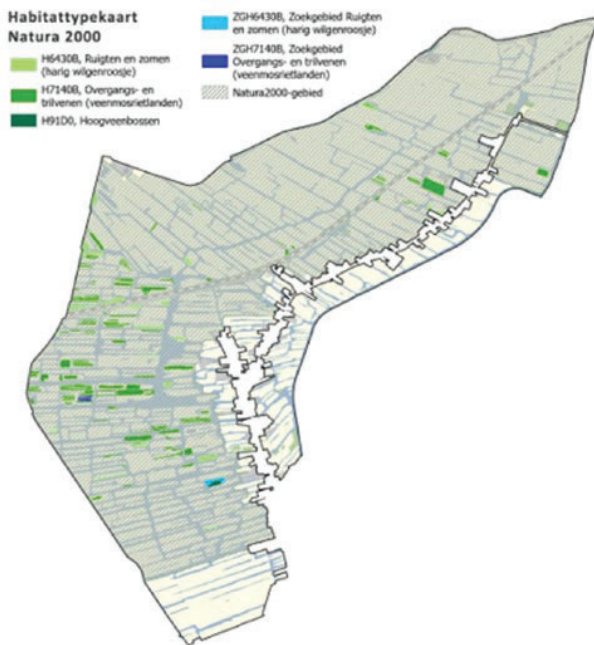 Habitattypekaart
Natura 2000
H6430B, Ruigten en zomen
(harig wilgenroosje)
H7140B, Overgangs- en
trilvenen (veenmosrietlanden)
H91D0, Hoogveenbossen
ZGH6430B, Zoekgebied Ruigten
en zomen (harig wilgenroosje)
ZGH7140B, Zoekgebied
Overgangs- en trilvenen
(veenmosrietlanden)
Natura2000-gebied